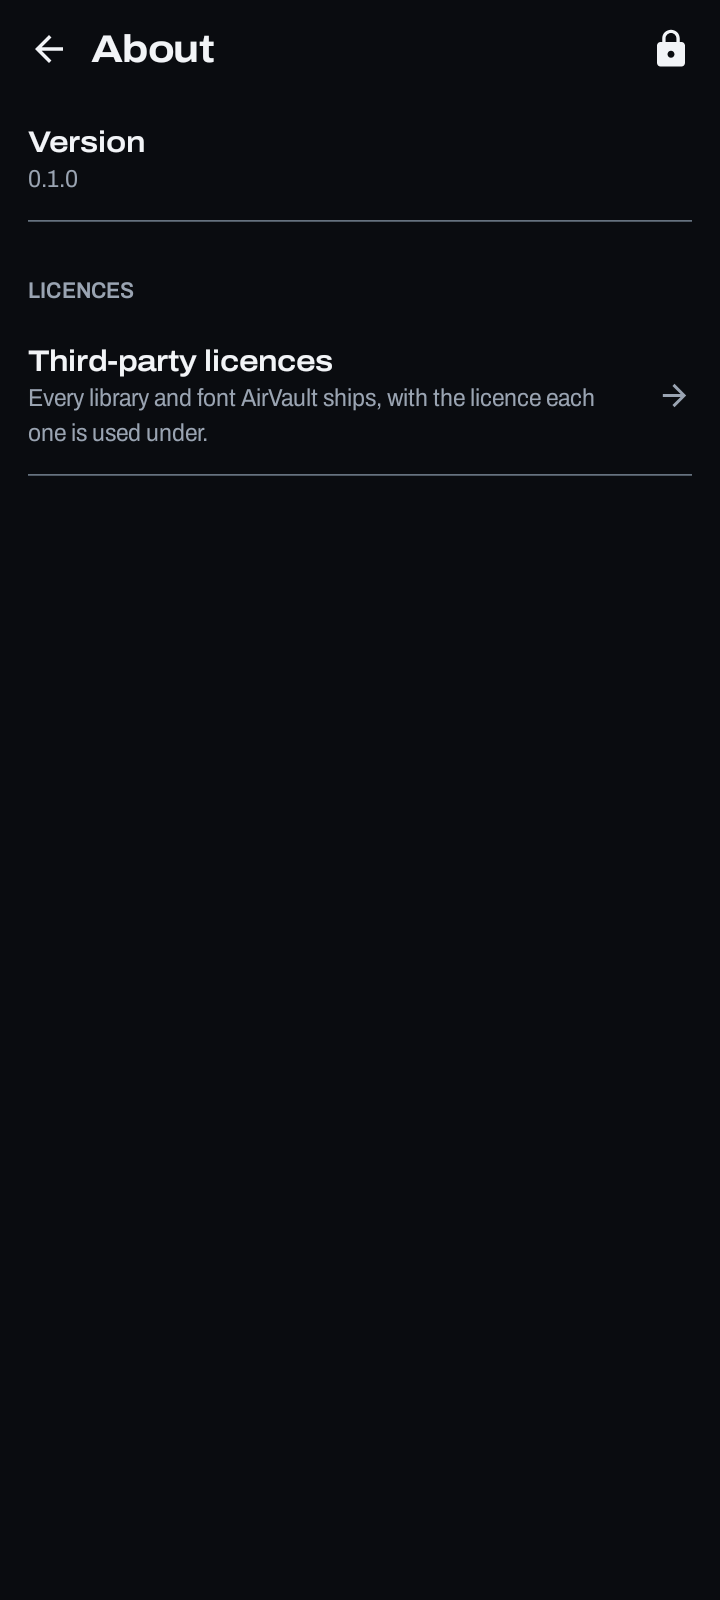 About
Version
0.1.0
LICENCES
Third-party licences
Every library and font AirVault ships, with the licence each
one is used under.